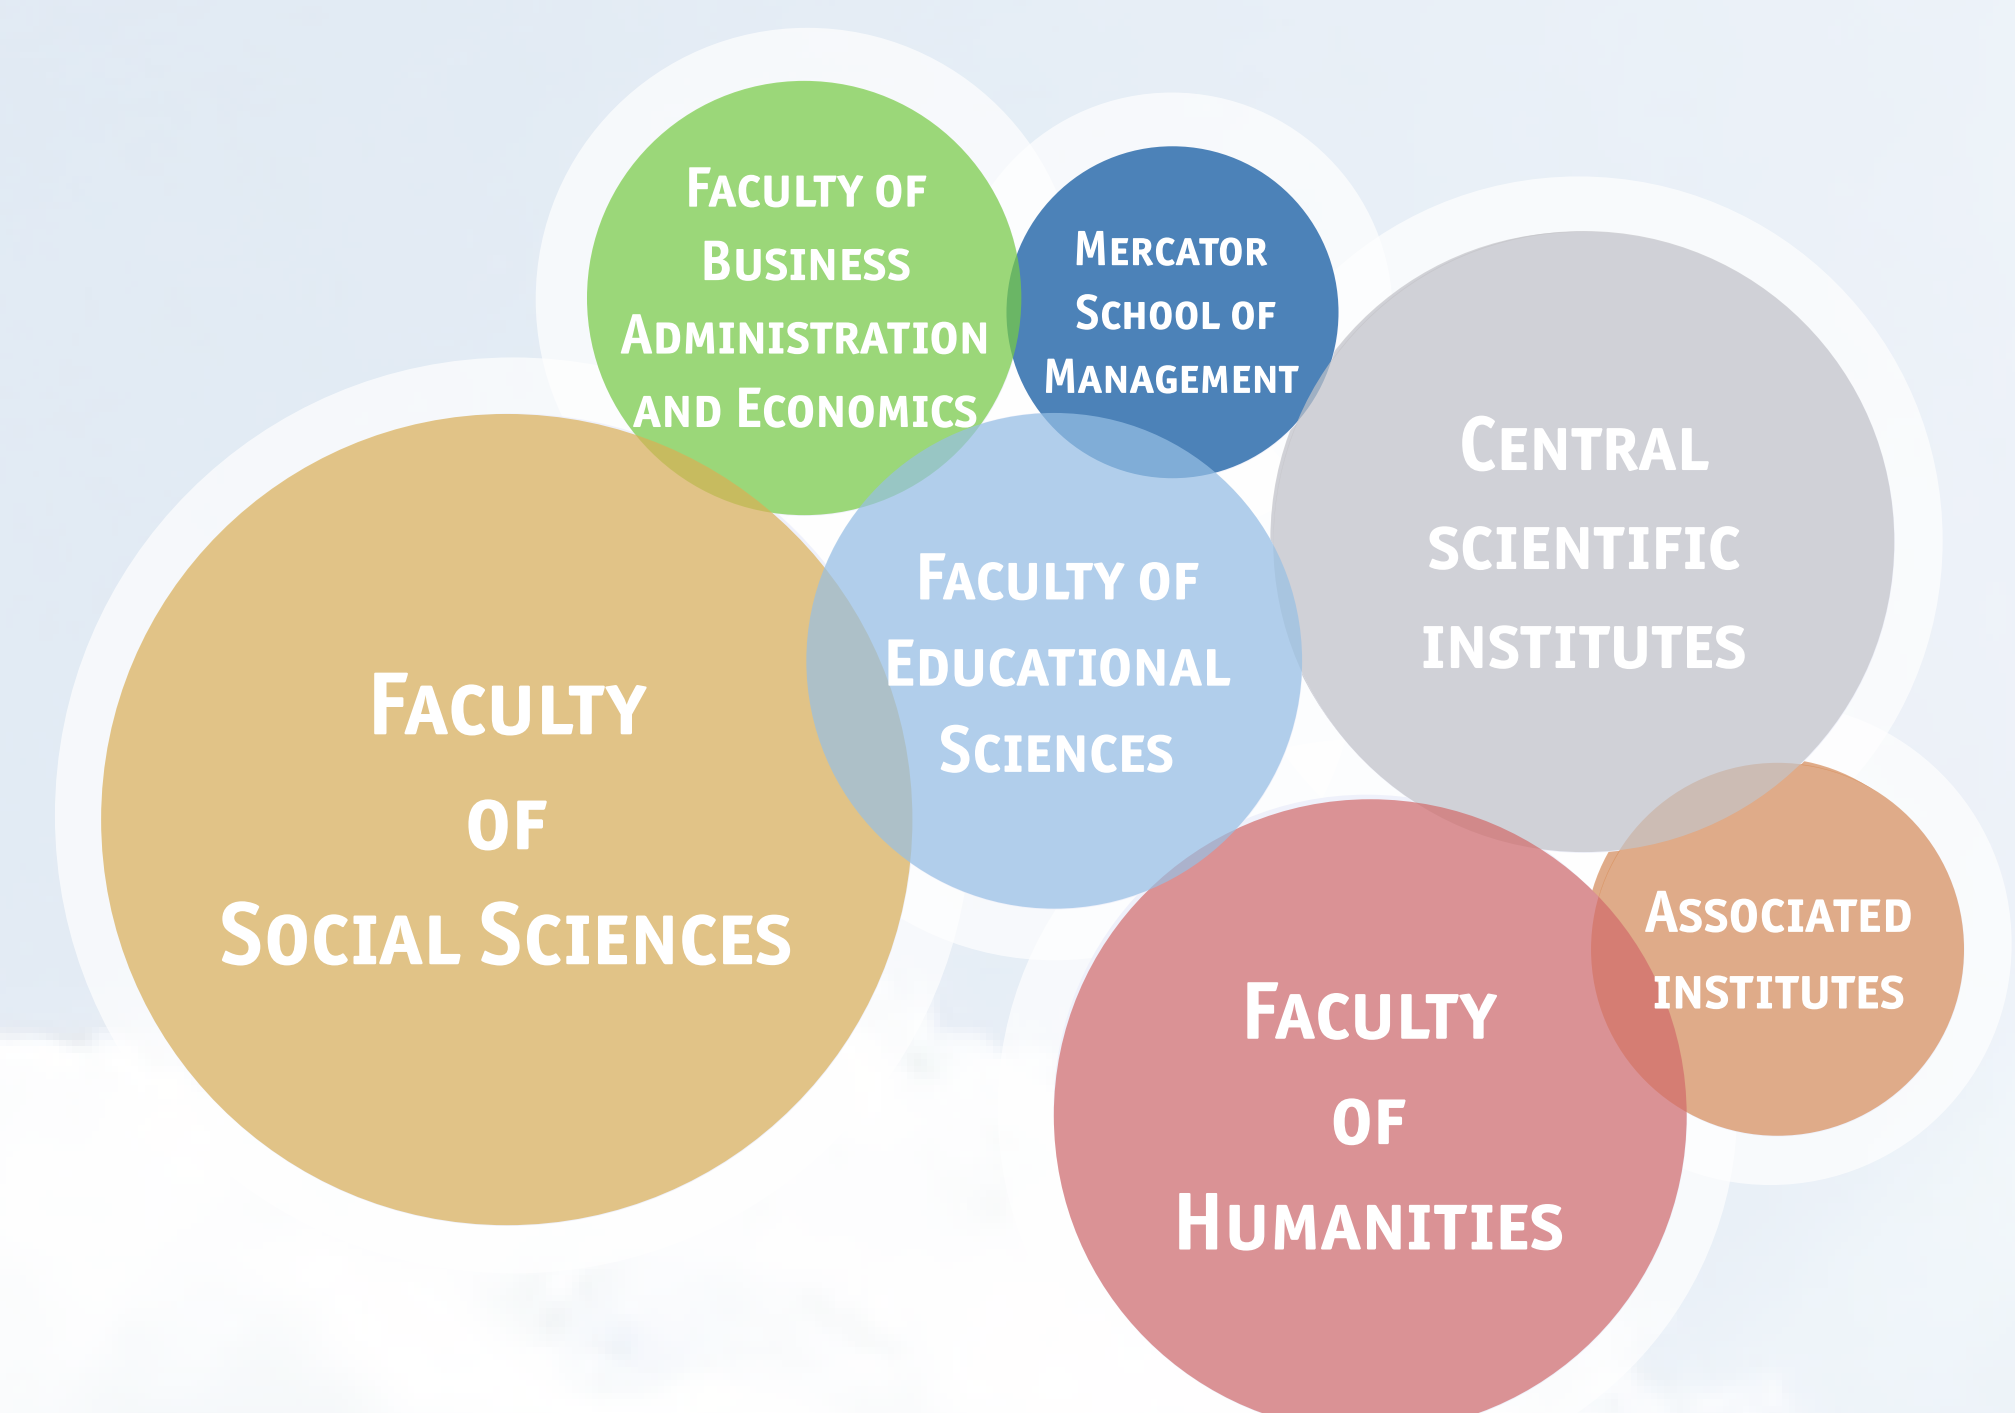 Faculty of
Business
Administration
and Economics
Mercator
School of
Management
Central
scientific
institutes
Faculty of
Educational
Sciences
Faculty
of
Social Sciences
Associated
institutes
Faculty
of
Humanities